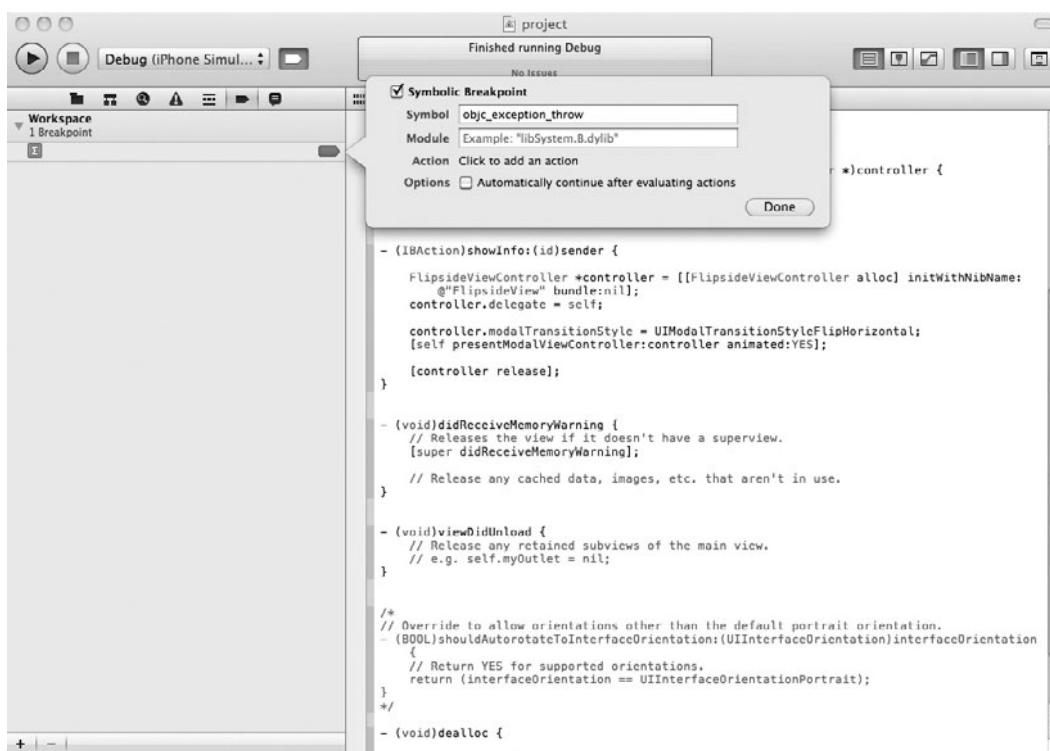 project
Finished running Debug
Debug (iPhone Simul...
No Issues
Workspace
1 Breakpoint
Σ
Symbolic Breakpoint
Symbol objc_exception_throw
Module Example: "libSystem.B.dylib"
Action Click to add an action
Options Automatically continue after evaluating actions
Done
r *)controller {
- (IBAction)showInfo:(id)sender {
FlipsideViewController *controller = [[FlipsideViewController alloc] initWithNibName:
@"FlipsideView" bundle:nil];
controller.delegate = self;
controller.modalTransitionStyle = UIModalTransitionStyleFlipHorizontal;
[self presentModalViewController:controller animated:YES];
[controller release];
}
- (void)didReceiveMemoryWarning {
// Releases the view if it doesn't have a superview.
[super didReceiveMemoryWarning];
// Release any cached data, images, etc. that aren't in use.
}
- (void)viewDidUnload {
// Release any retained subviews of the main view.
// e.g. self.myOutlet = nil;
}
/*
// Override to allow orientations other than the default portrait orientation.
- (BOOL)shouldAutorotateToInterfaceOrientation:(UIInterfaceOrientation)interfaceOrientation
{
// Return YES for supported orientations.
return (interfaceOrientation == UIInterfaceOrientationPortrait);
}
*/
- (void)dealloc {